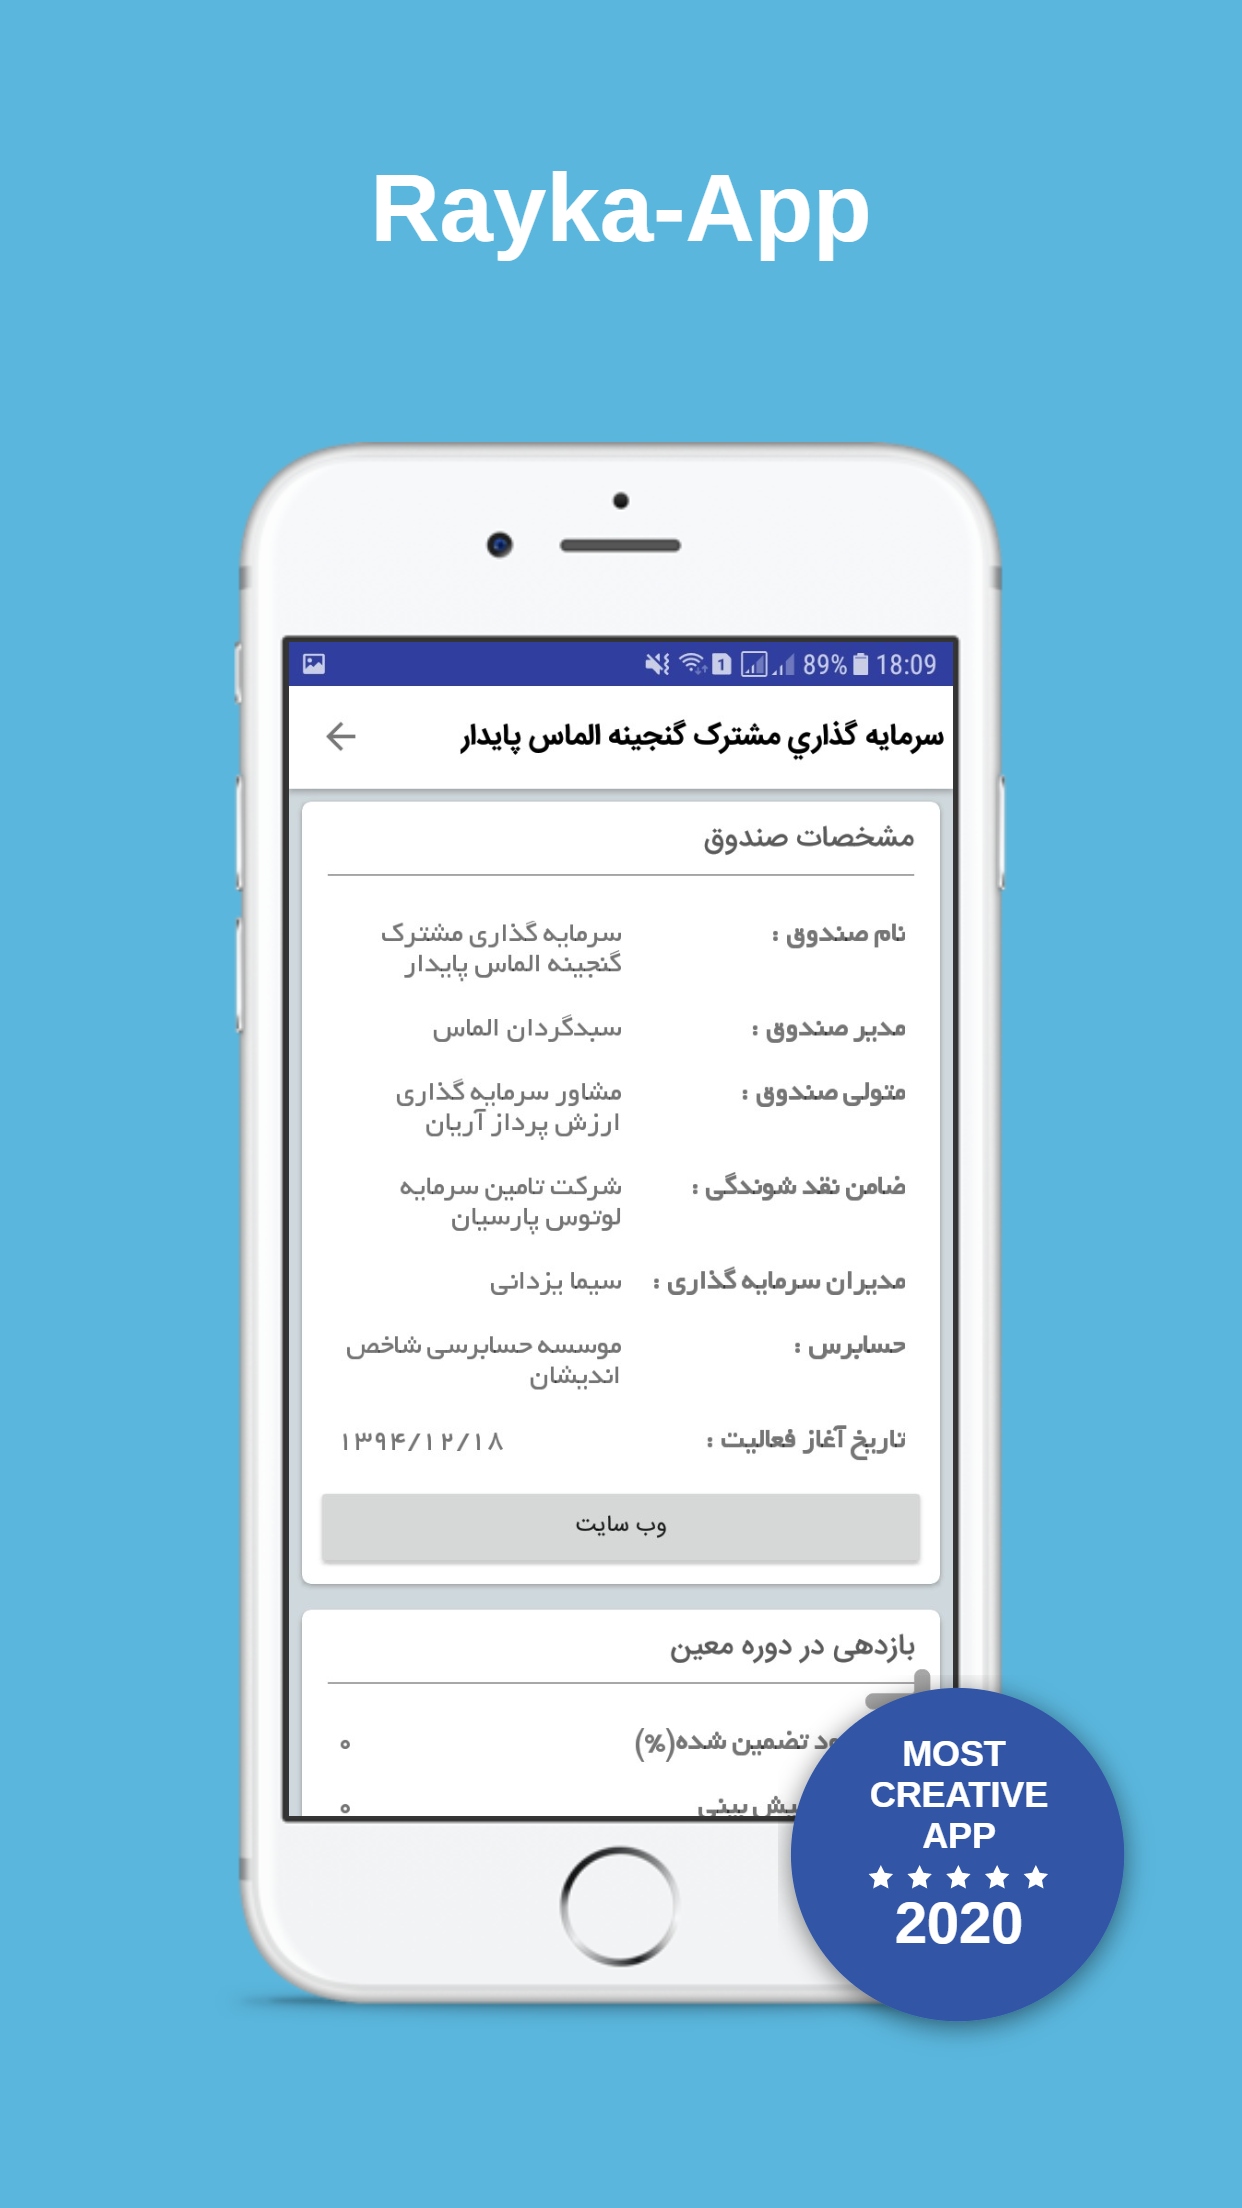 Rayka-App
89% 18:09
سرمايه گذاري مشترک گنجينه الماس پايدار
مشخصات صندوق
نام صندوق : سرمایه گذاری مشترک
گنجینه الماس پایدار
مدیر صندوق : سبدگردان الماس
متولی صندوق : مشاور سرمایه گذاری
ارزش پرداز آریان
ضامن نقد شوندگی : شرکت تامین سرمایه
لوتوس پارسیان
مدیران سرمایه گذاری : سیما یزدانی
حسابرس : موسسه حسابرسی شاخص
اندیشان
تاریخ آغاز فعالیت : ۱۳۹۴/۱۲/۱۸
وب سایت
بازدهی در دوره معین
تضمین شده(%) ۰
بینی ۰
MOST
CREATIVE
APP
2020